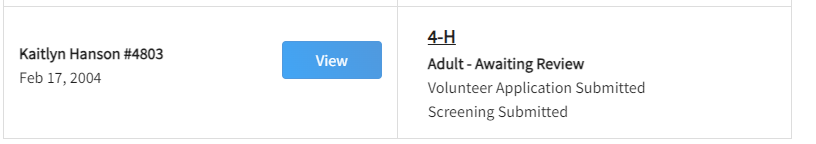 Kaitlyn Hanson #4803
Feb 17, 2004
View
4-H
Adult - Awaiting Review
Volunteer Application Submitted
Screening Submitted